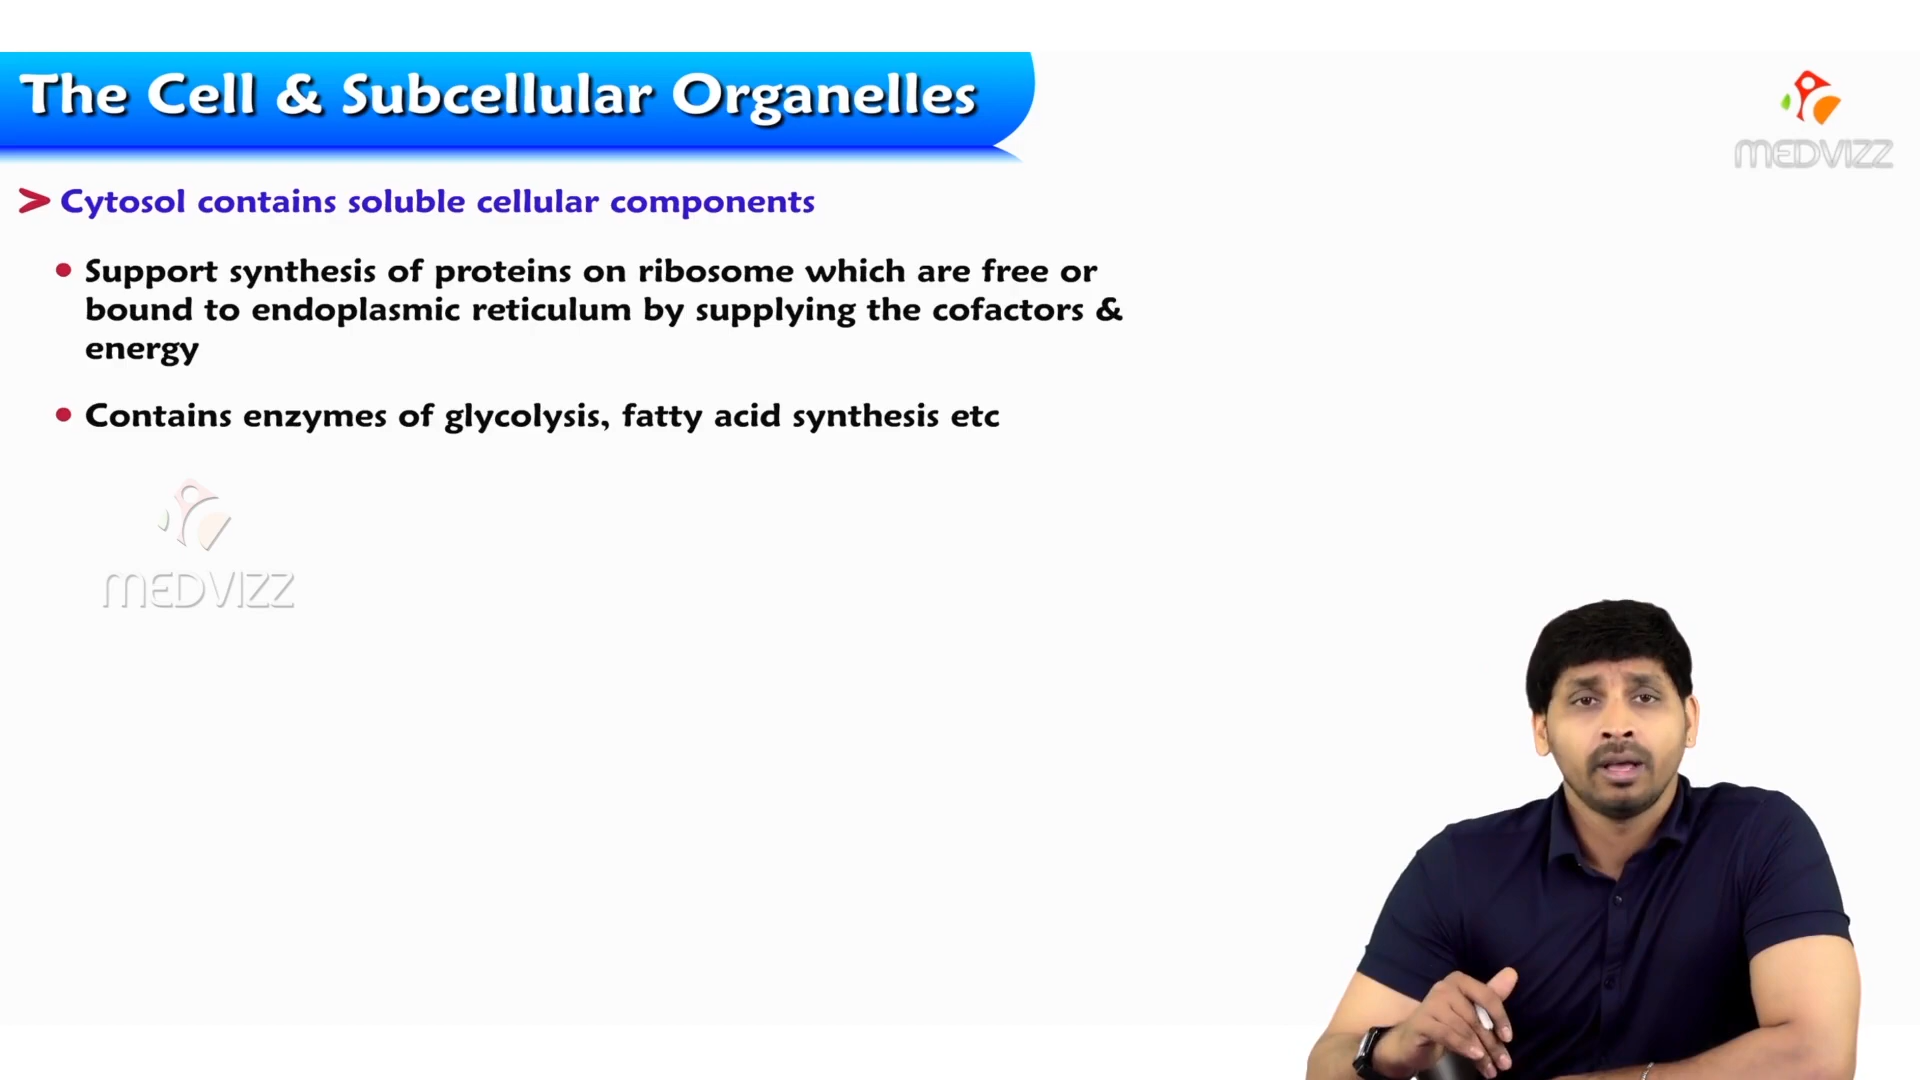 The Cell & Subcellular Organelles
MEDVIZZ
> Cytosol contains soluble cellular components
• Support synthesis of proteins on ribosome which are free or
bound to endoplasmic reticulum by supplying the cofactors &
energy
• Contains enzymes of glycolysis, fatty acid synthesis etc
MEDVIZZ